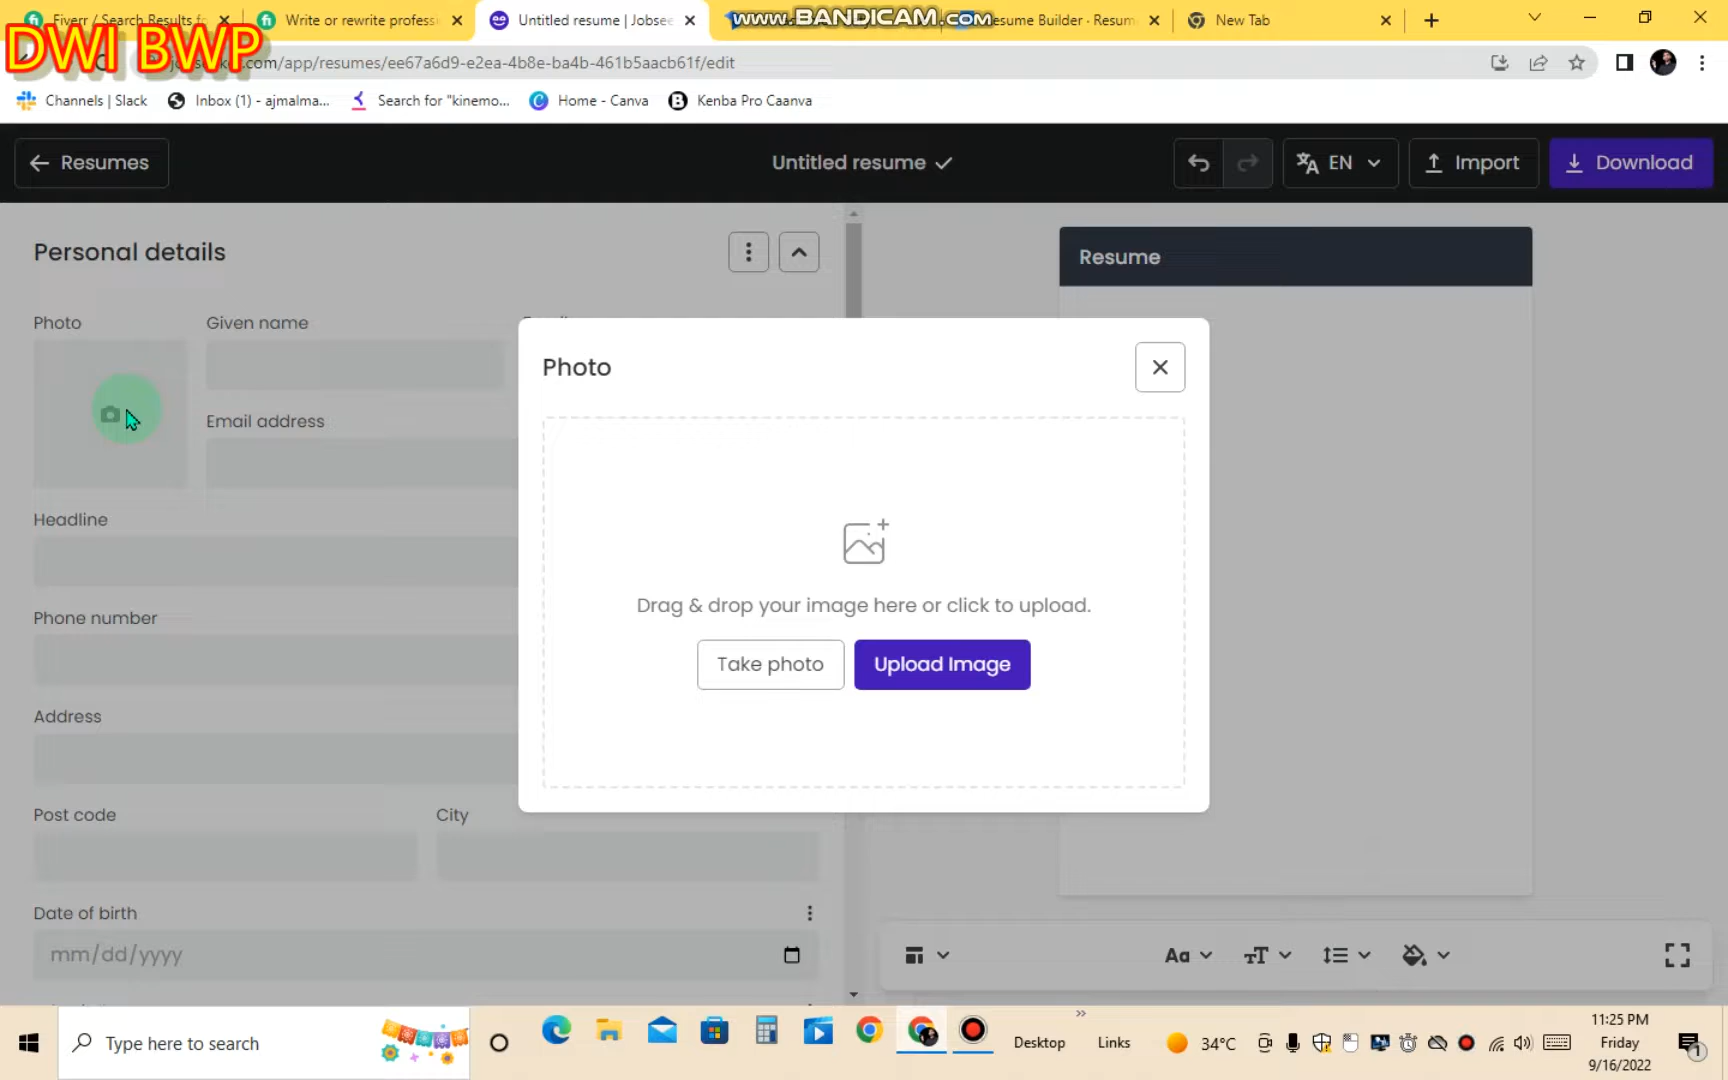 Fiverr / Search Results fo
Write or rewrite professi
Untitled resume | Jobsee
www.BANDICAM.com
esume Builder · Resum
New Tab
DWI BWP
.com/app/resumes/ee67a6d9-e2ea-4b8e-ba4b-461b5aacb61f/edit
Channels | Slack
Inbox (1) - ajmalma...
Search for "kinemo...
Home - Canva
Kenba Pro Caanva
Resumes
Untitled resume
EN
Import
Download
Personal details
Resume
Photo
Given name
Photo
Email address
Headline
Drag & drop your image here or click to upload.
Phone number
Take photo
Upload Image
Address
Post code
City
Date of birth
mm/dd/yyyy
Aa
Type here to search
Desktop
Links
34°C
11:25 PM
Friday
9/16/2022
1